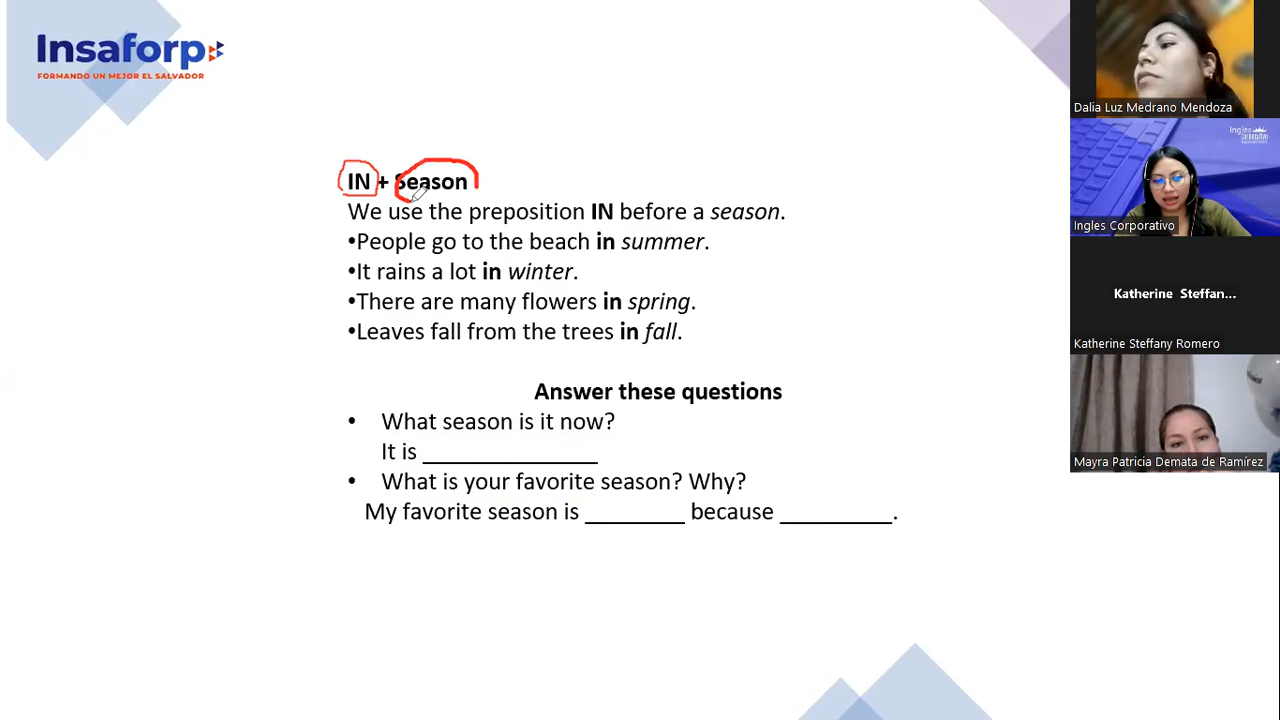 Insaforp
FORMANDO UN MEJOR EL SALVADOR
IN + Season
We use the preposition IN before a season.
•People go to the beach in summer.
•It rains a lot in winter.
•There are many flowers in spring.
•Leaves fall from the trees in fall.
Answer these questions
• What season is it now?
It is _______________
• What is your favorite season? Why?
My favorite season is ________ because _________.
Dalia Luz Medrano Mendoza
Ingles
Ingles Corporativo
Katherine Steffan...
Katherine Steffany Romero
Mayra Patricia Demata de Ramírez